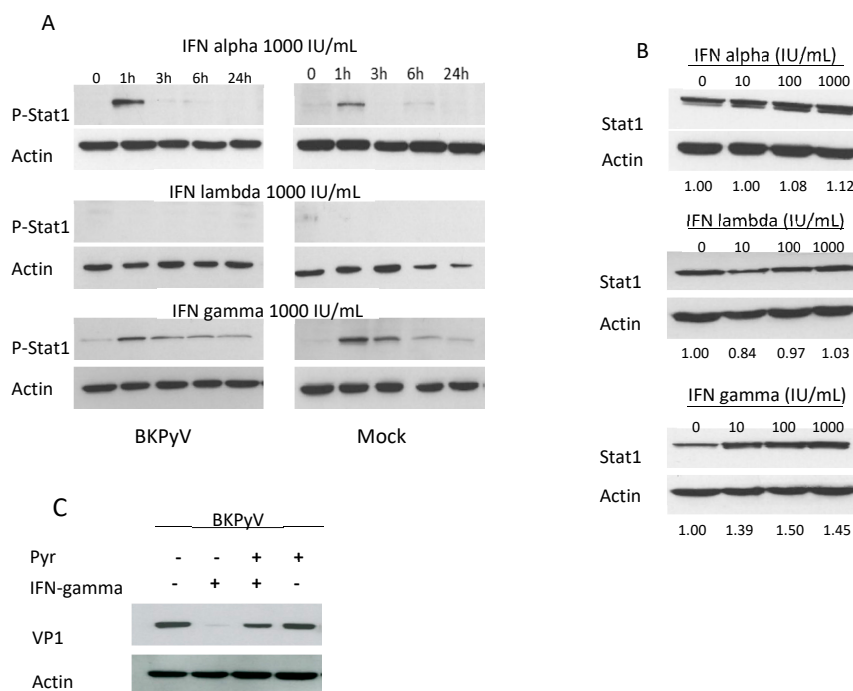 A
IFN alpha 1000 IU/mL
0 1h 3h 6h 24h 0 1h 3h 6h 24h
P-Stat1
Actin
IFN lambda 1000 IU/mL
P-Stat1
Actin
IFN gamma 1000 IU/mL
P-Stat1
Actin
BKPyV Mock
B
IFN alpha (IU/mL)
0 10 100 1000
Stat1
Actin
1.00 1.00 1.08 1.12
IFN lambda (IU/mL)
0 10 100 1000
Stat1
Actin
1.00 0.84 0.97 1.03
IFN gamma (IU/mL)
0 10 100 1000
Stat1
Actin
1.00 1.39 1.50 1.45
C
BKPyV
Pyr - - + +
IFN-gamma - + + -
VP1
Actin